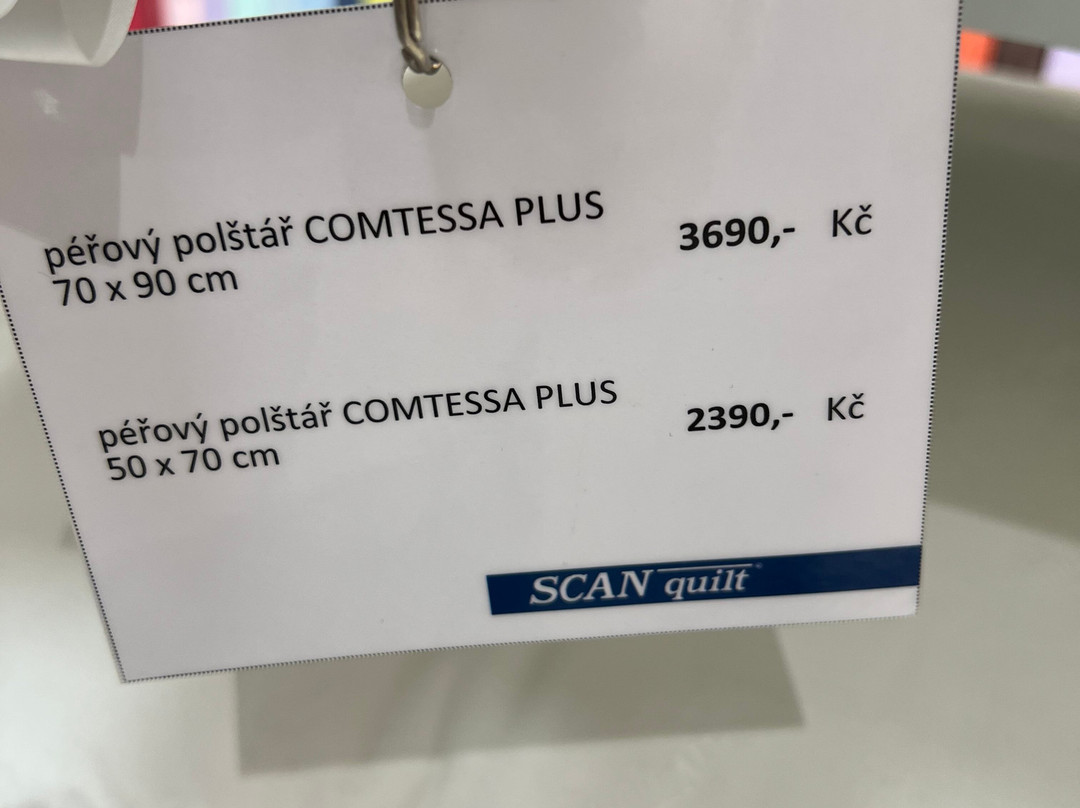 péřový polštář COMTESSA PLUS 3690,- Kč
70 x 90 cm
péřový polštář COMTESSA PLUS 2390,- Kč
50 x 70 cm
SCAN quilt